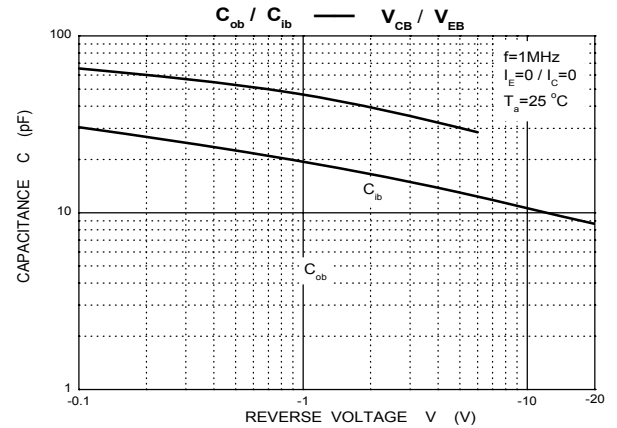 Cob / Cib —— VCB / VEB
100
f=1MHz
IE=0 / IC=0
Ta=25 °C
CAPACITANCE C (pF)
Cib
10
Cob
1
-0.1
-1
-10
-20
REVERSE VOLTAGE V (V)